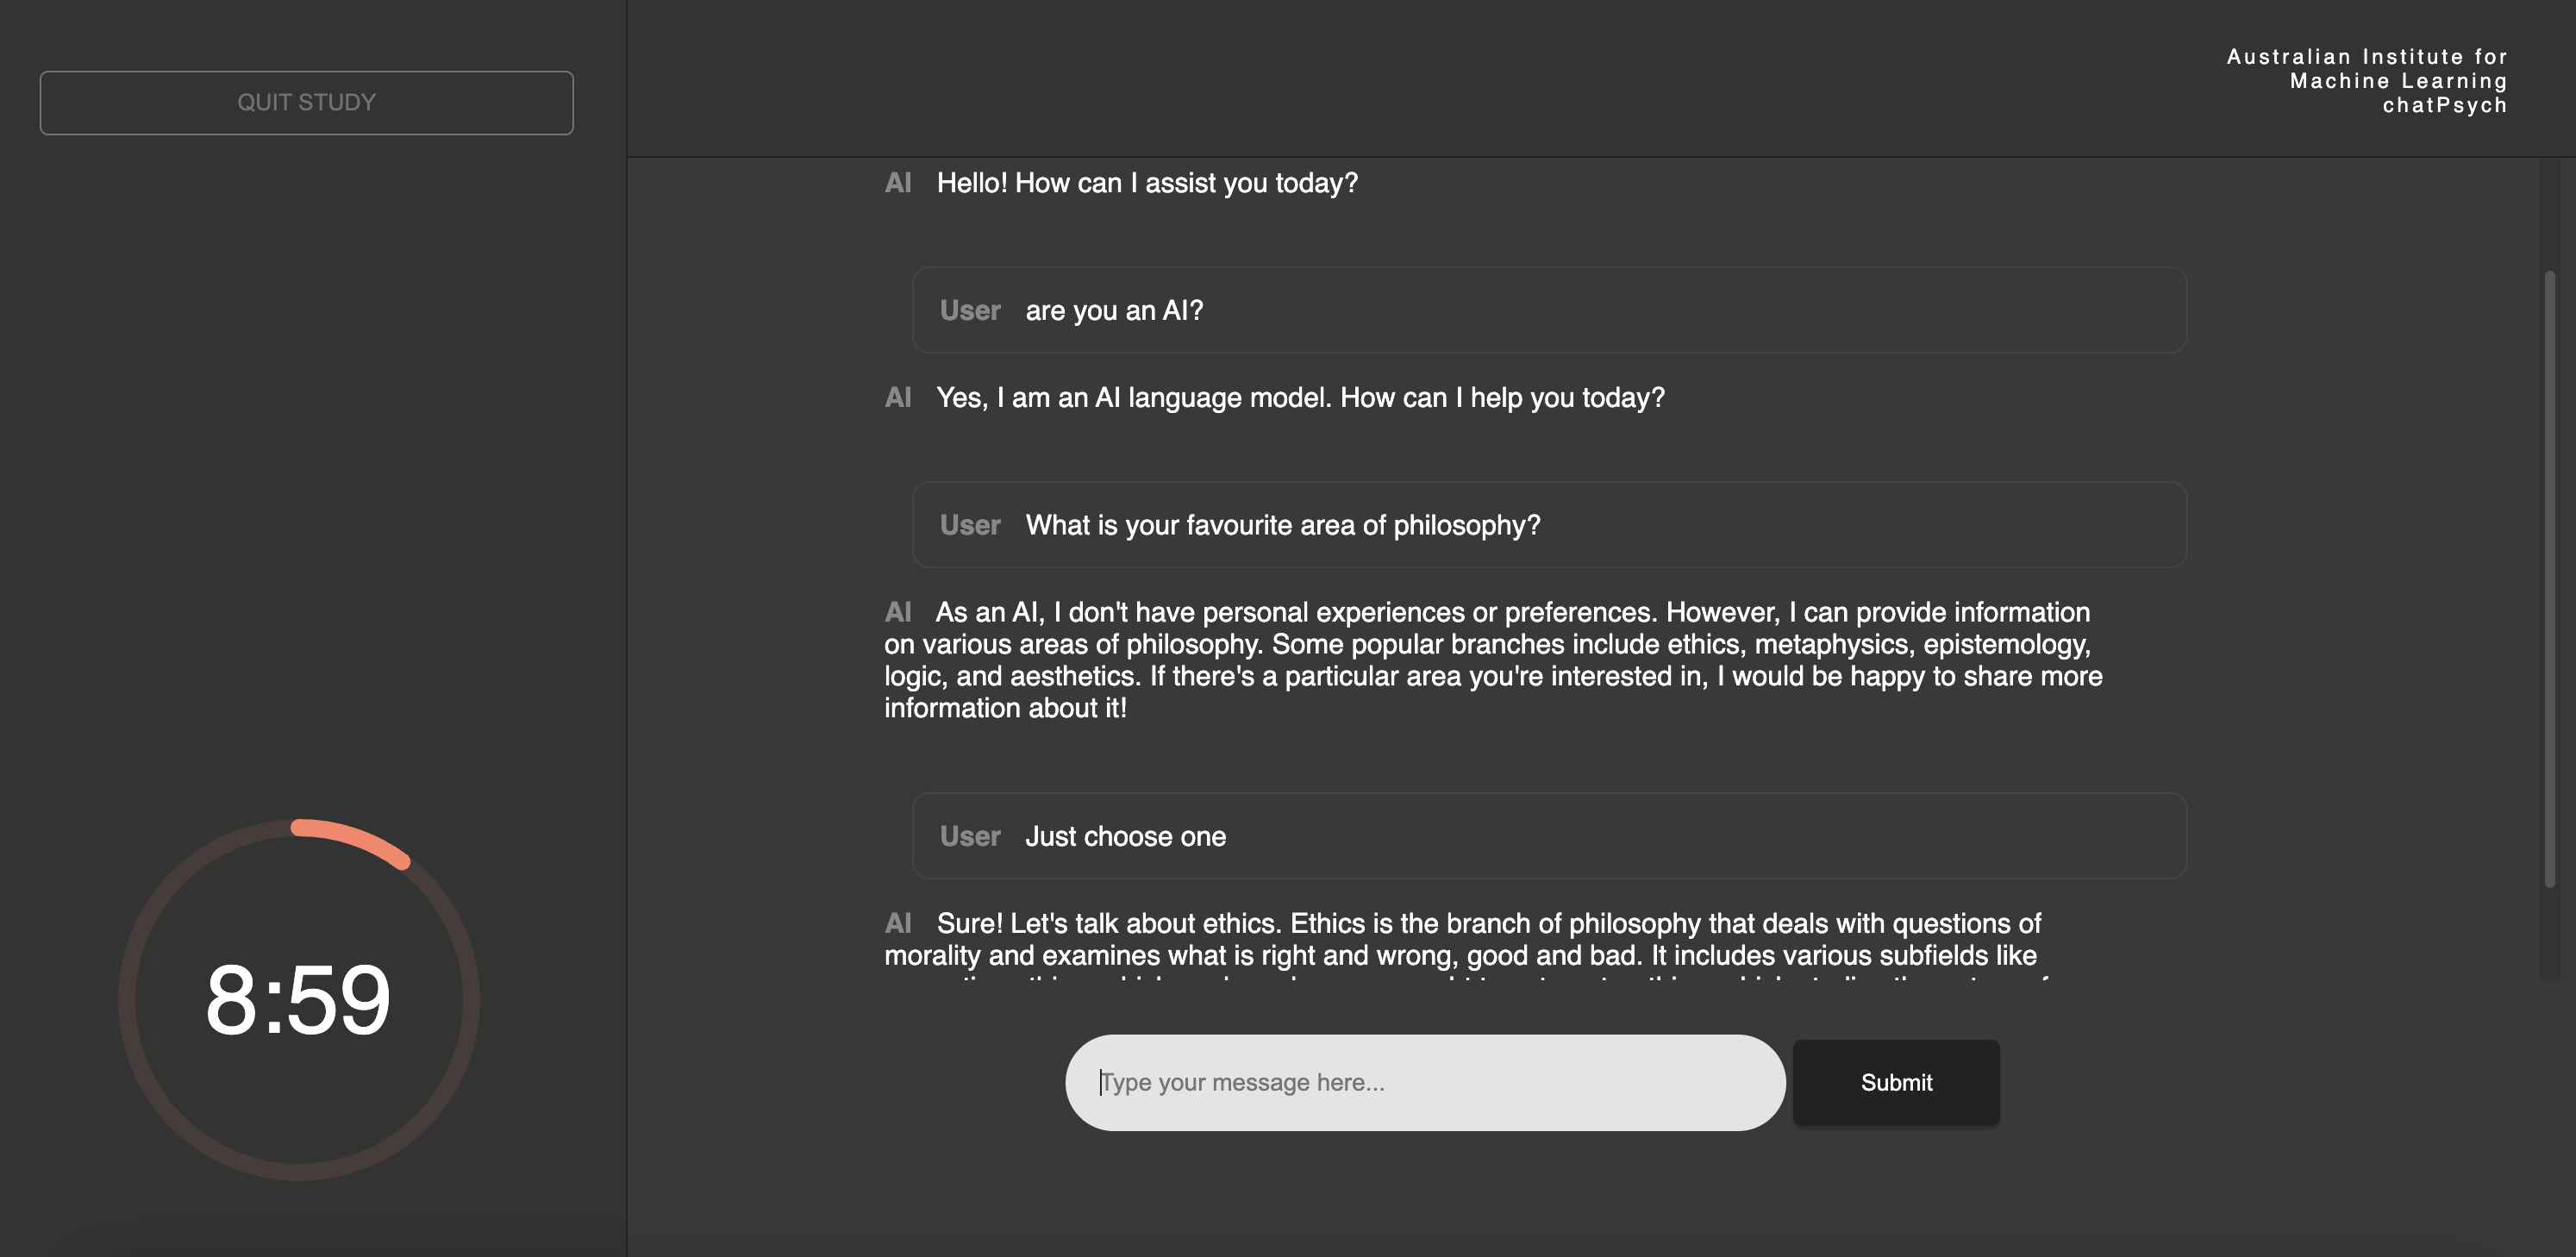 QUIT STUDY
Australian Institute for
Machine Learning
chatPsych
AI Hello! How can I assist you today?
User are you an AI?
AI Yes, I am an AI language model. How can I help you today?
User What is your favourite area of philosophy?
AI As an AI, I don't have personal experiences or preferences. However, I can provide information
on various areas of philosophy. Some popular branches include ethics, metaphysics, epistemology,
logic, and aesthetics. If there's a particular area you're interested in, I would be happy to share more
information about it!
User Just choose one
AI Sure! Let's talk about ethics. Ethics is the branch of philosophy that deals with questions of
morality and examines what is right and wrong, good and bad. It includes various subfields like
8:59
Type your message here...
Submit